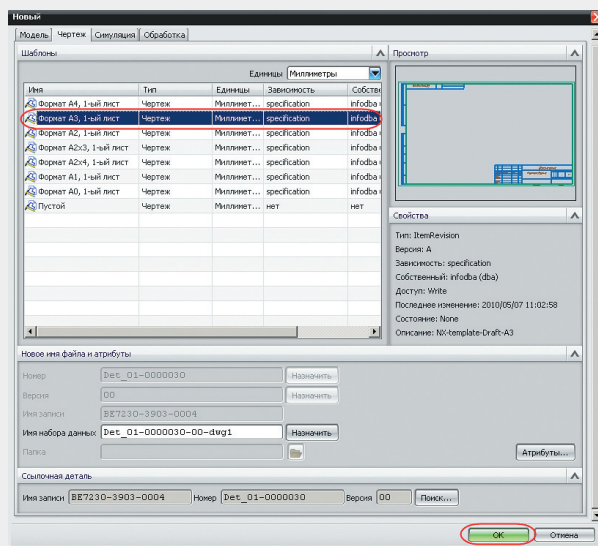 Новый
Модель Чертеж Симуляция Обработка
Шаблоны
Единицы Миллиметры
Имя Тип Единицы Зависимость Собстве
Формат А4, 1-ый лист Чертеж Миллимет... specification infodba
Формат А3, 1-ый лист Чертеж Миллимет... specification infodba
Формат А2, 1-ый лист Чертеж Миллимет... specification infodba
Формат А2х3, 1-ый лист Чертеж Миллимет... specification infodba
Формат А2х4, 1-ый лист Чертеж Миллимет... specification infodba
Формат А1, 1-ый лист Чертеж Миллимет... specification infodba
Формат А0, 1-ый лист Чертеж Миллимет... specification infodba
Пустой Чертеж Миллимет... нет нет
Просмотр
Свойства
Тип: ItemRevision
Версия: A
Зависимость: specification
Собственный: infodba (dba)
Доступ: Write
Последнее изменение: 2010/05/07 11:02:58
Состояние: None
Описание: NX-template-Draft-A3
Новое имя файла и атрибуты
Номер Det_01-0000030 Назначить
Версия 00 Назначить
Имя записи BE7230-3903-0004
Имя набора данных Det_01-0000030-00-dwg1 Назначить
Папка
Атрибуты...
Ссылочная деталь
Имя записи BE7230-3903-0004 Номер Det_01-0000030 Версия 00 Поиск...
OK Отмена